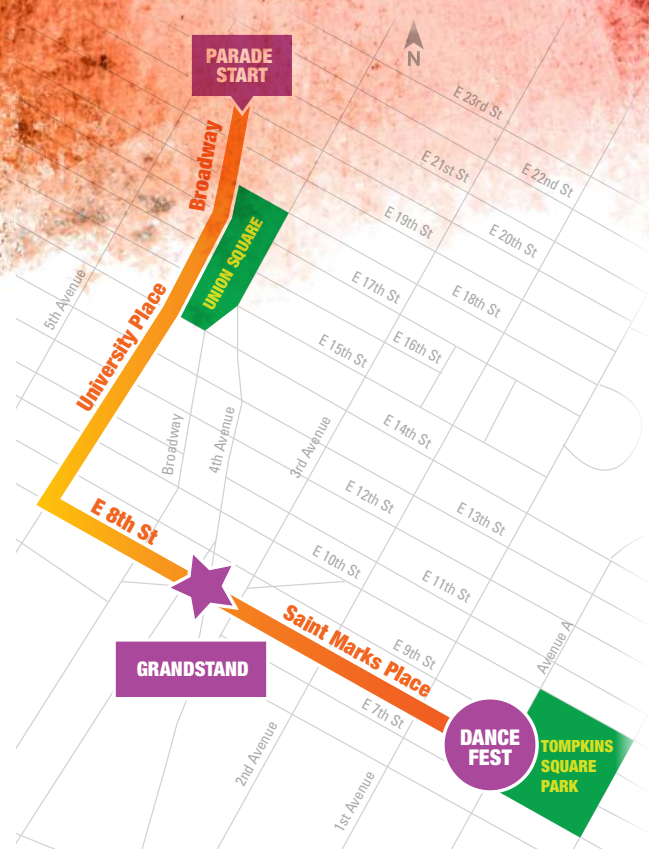 PARADE
START
N
E 23rd St
Broadway
E 21st St
E 22nd St
E 19th St
E 20th St
UNION SQUARE
5th Avenue
E 17th St
E 18th St
University Place
E 15th St
E 16th St
Broadway
4th Avenue
3rd Avenue
E 14th St
E 12th St
E 13th St
E 8th St
E 10th St
E 11th St
Saint Marks Place
Avenue A
E 9th St
GRANDSTAND
E 7th St
DANCE
FEST
TOMPKINS
SQUARE
PARK
2nd Avenue
1st Avenue